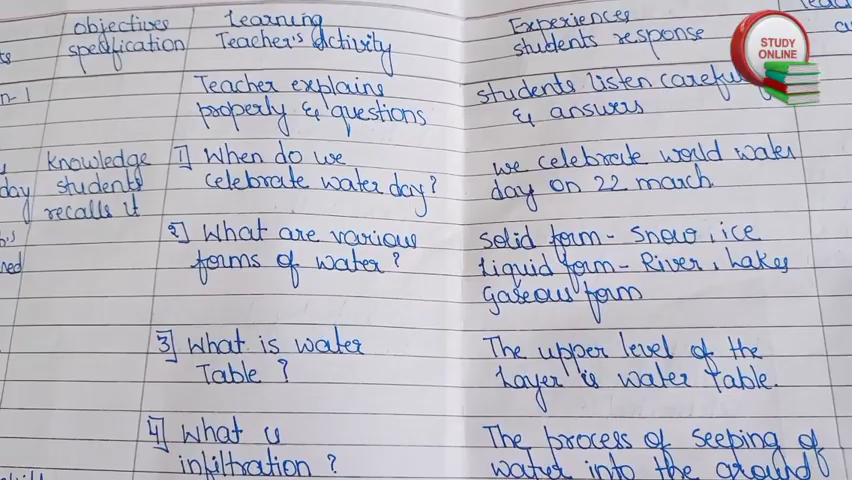 objectives
specification
Learning
Teacher's Activity
Experiences
students response
STUDY
ONLINE
Teacher explains
properly & questions
students listen
& answers
n-1
day
knowledge
students
recalls it
1] When do we
celebrate water day?
we celebrate world water
day on 22 march
2] What are various
forms of water?
Solid form - Snow, ice
Liquid form - River, Lakes
Gaseous form
ned
3] What is water
Table?
The upper level of the
Layer is water table.
4] What is
infiltration?
The process of seeping of
water into the ground